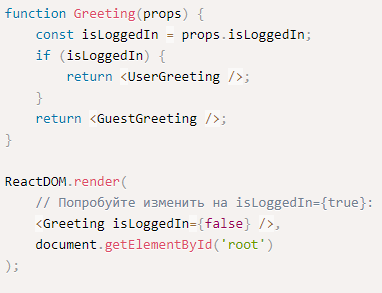 function Greeting(props) {
    const isLoggedIn = props.isLoggedIn;
    if (isLoggedIn) {
        return <UserGreeting />;
    }
    return <GuestGreeting />;
}

ReactDOM.render(
    // Попробуйте изменить на isLoggedIn={true}:
    <Greeting isLoggedIn={false} />,
    document.getElementById('root')
);